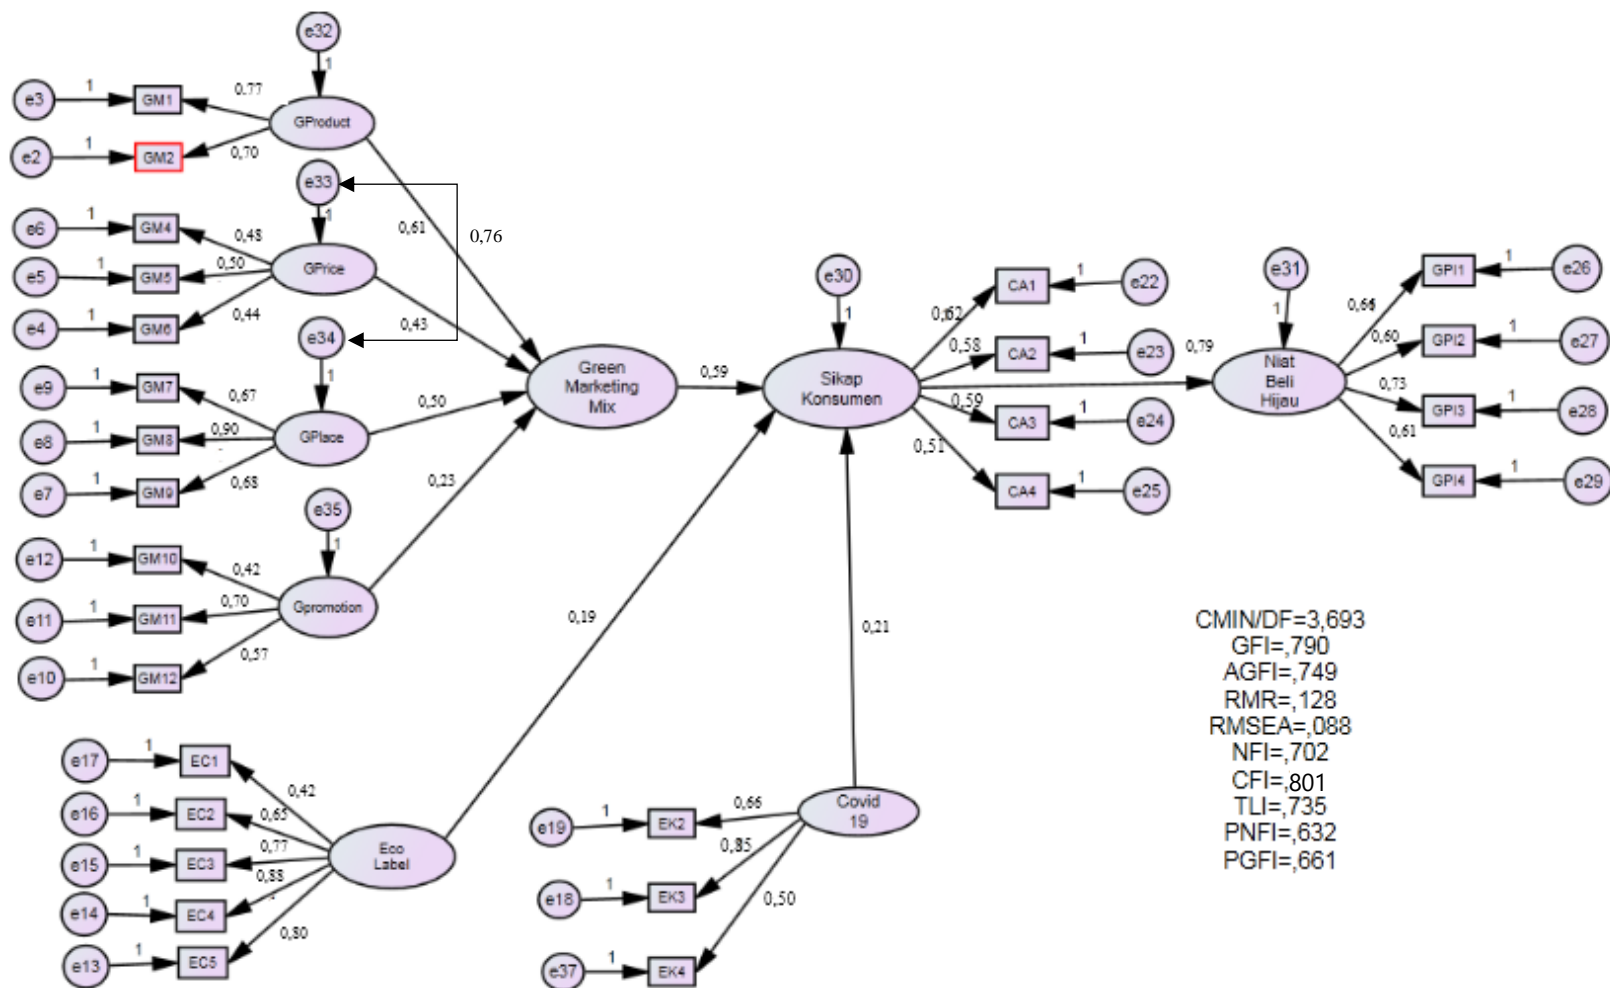 e32
1
e3
1
GM1
0.77
GProduct
e2
1
GM2
0,70
e33
1
0,61
0,76
e6
1
GM4
0,48
e5
1
GM5
0,50
GPrice
e4
1
GM6
0,44
0,43
e34
1
e9
1
GM7
0,67
e8
1
GM8
0,90
GPlace
0,50
e7
1
GM9
0,68
0,23
e35
1
e12
1
GM10
0,42
e11
1
GM11
0,70
Gpromotion
e10
1
GM12
0,57
Green
Marketing
Mix
0,59
e30
1
Sikap
Konsumen
0,62
CA1
1
e22
0,58
CA2
1
e23
0,59
CA3
1
e24
0,51
CA4
1
e25
0,79
e31
1
Niat
Beli
Hijau
0,66
GPI1
1
e26
0,60
GPI2
1
e27
0,73
GPI3
1
e28
0,61
GPI4
1
e29
0,19
0,21
e17
1
EC1
0,42
e16
1
EC2
0,65
e15
1
EC3
0,77
e14
1
EC4
0,88
e13
1
EC5
0,80
Eco
Label
e19
1
EK2
0,66
e18
1
EK3
0,85
e37
1
EK4
0,50
Covid
19
CMIN/DF=3,693
GFI=,790
AGFI=,749
RMR=,128
RMSEA=,088
NFI=,702
CFI=,801
TLI=,735
PNFI=,632
PGFI=,661